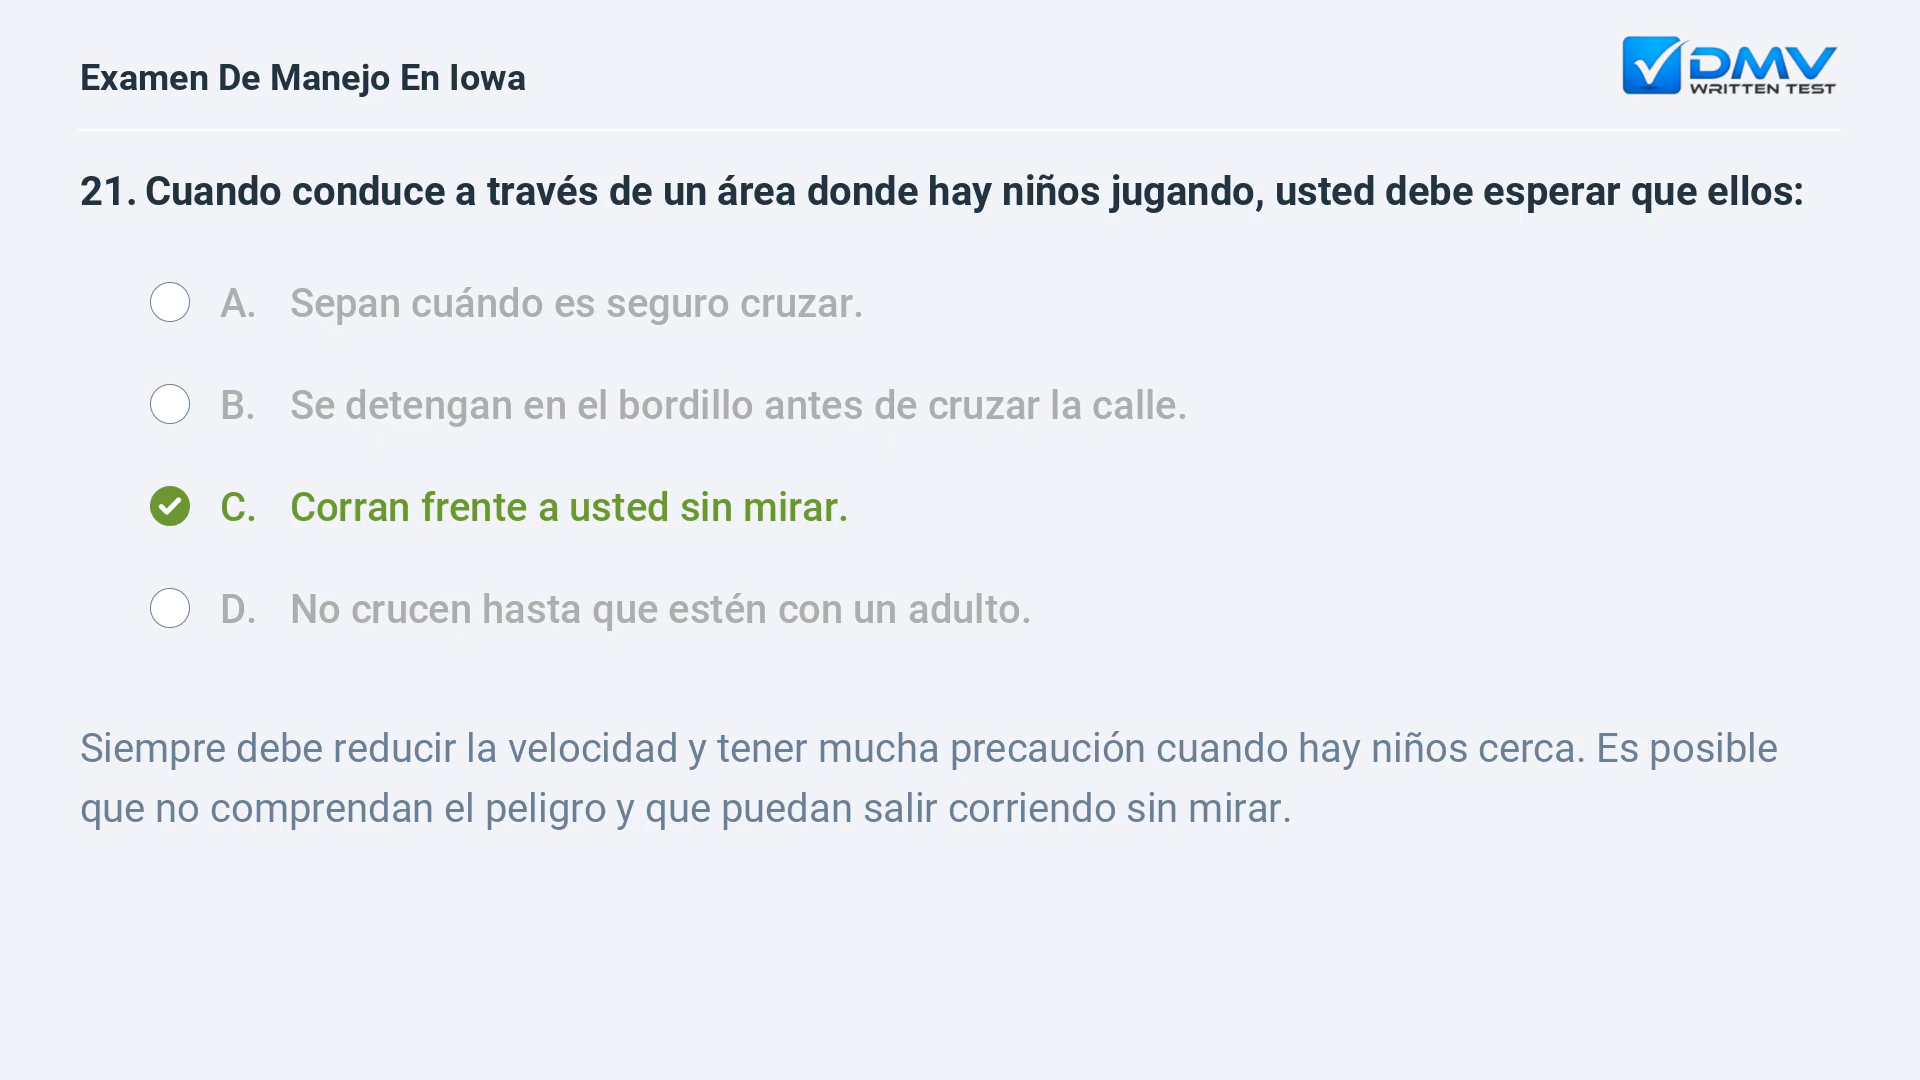 Examen De Manejo En Iowa
DMV
WRITTEN TEST
21. Cuando conduce a través de un área donde hay niños jugando, usted debe esperar que ellos:
A. Sepan cuándo es seguro cruzar.
B. Se detengan en el bordillo antes de cruzar la calle.
C. Corran frente a usted sin mirar.
D. No crucen hasta que estén con un adulto.
Siempre debe reducir la velocidad y tener mucha precaución cuando hay niños cerca. Es posible
que no comprendan el peligro y que puedan salir corriendo sin mirar.